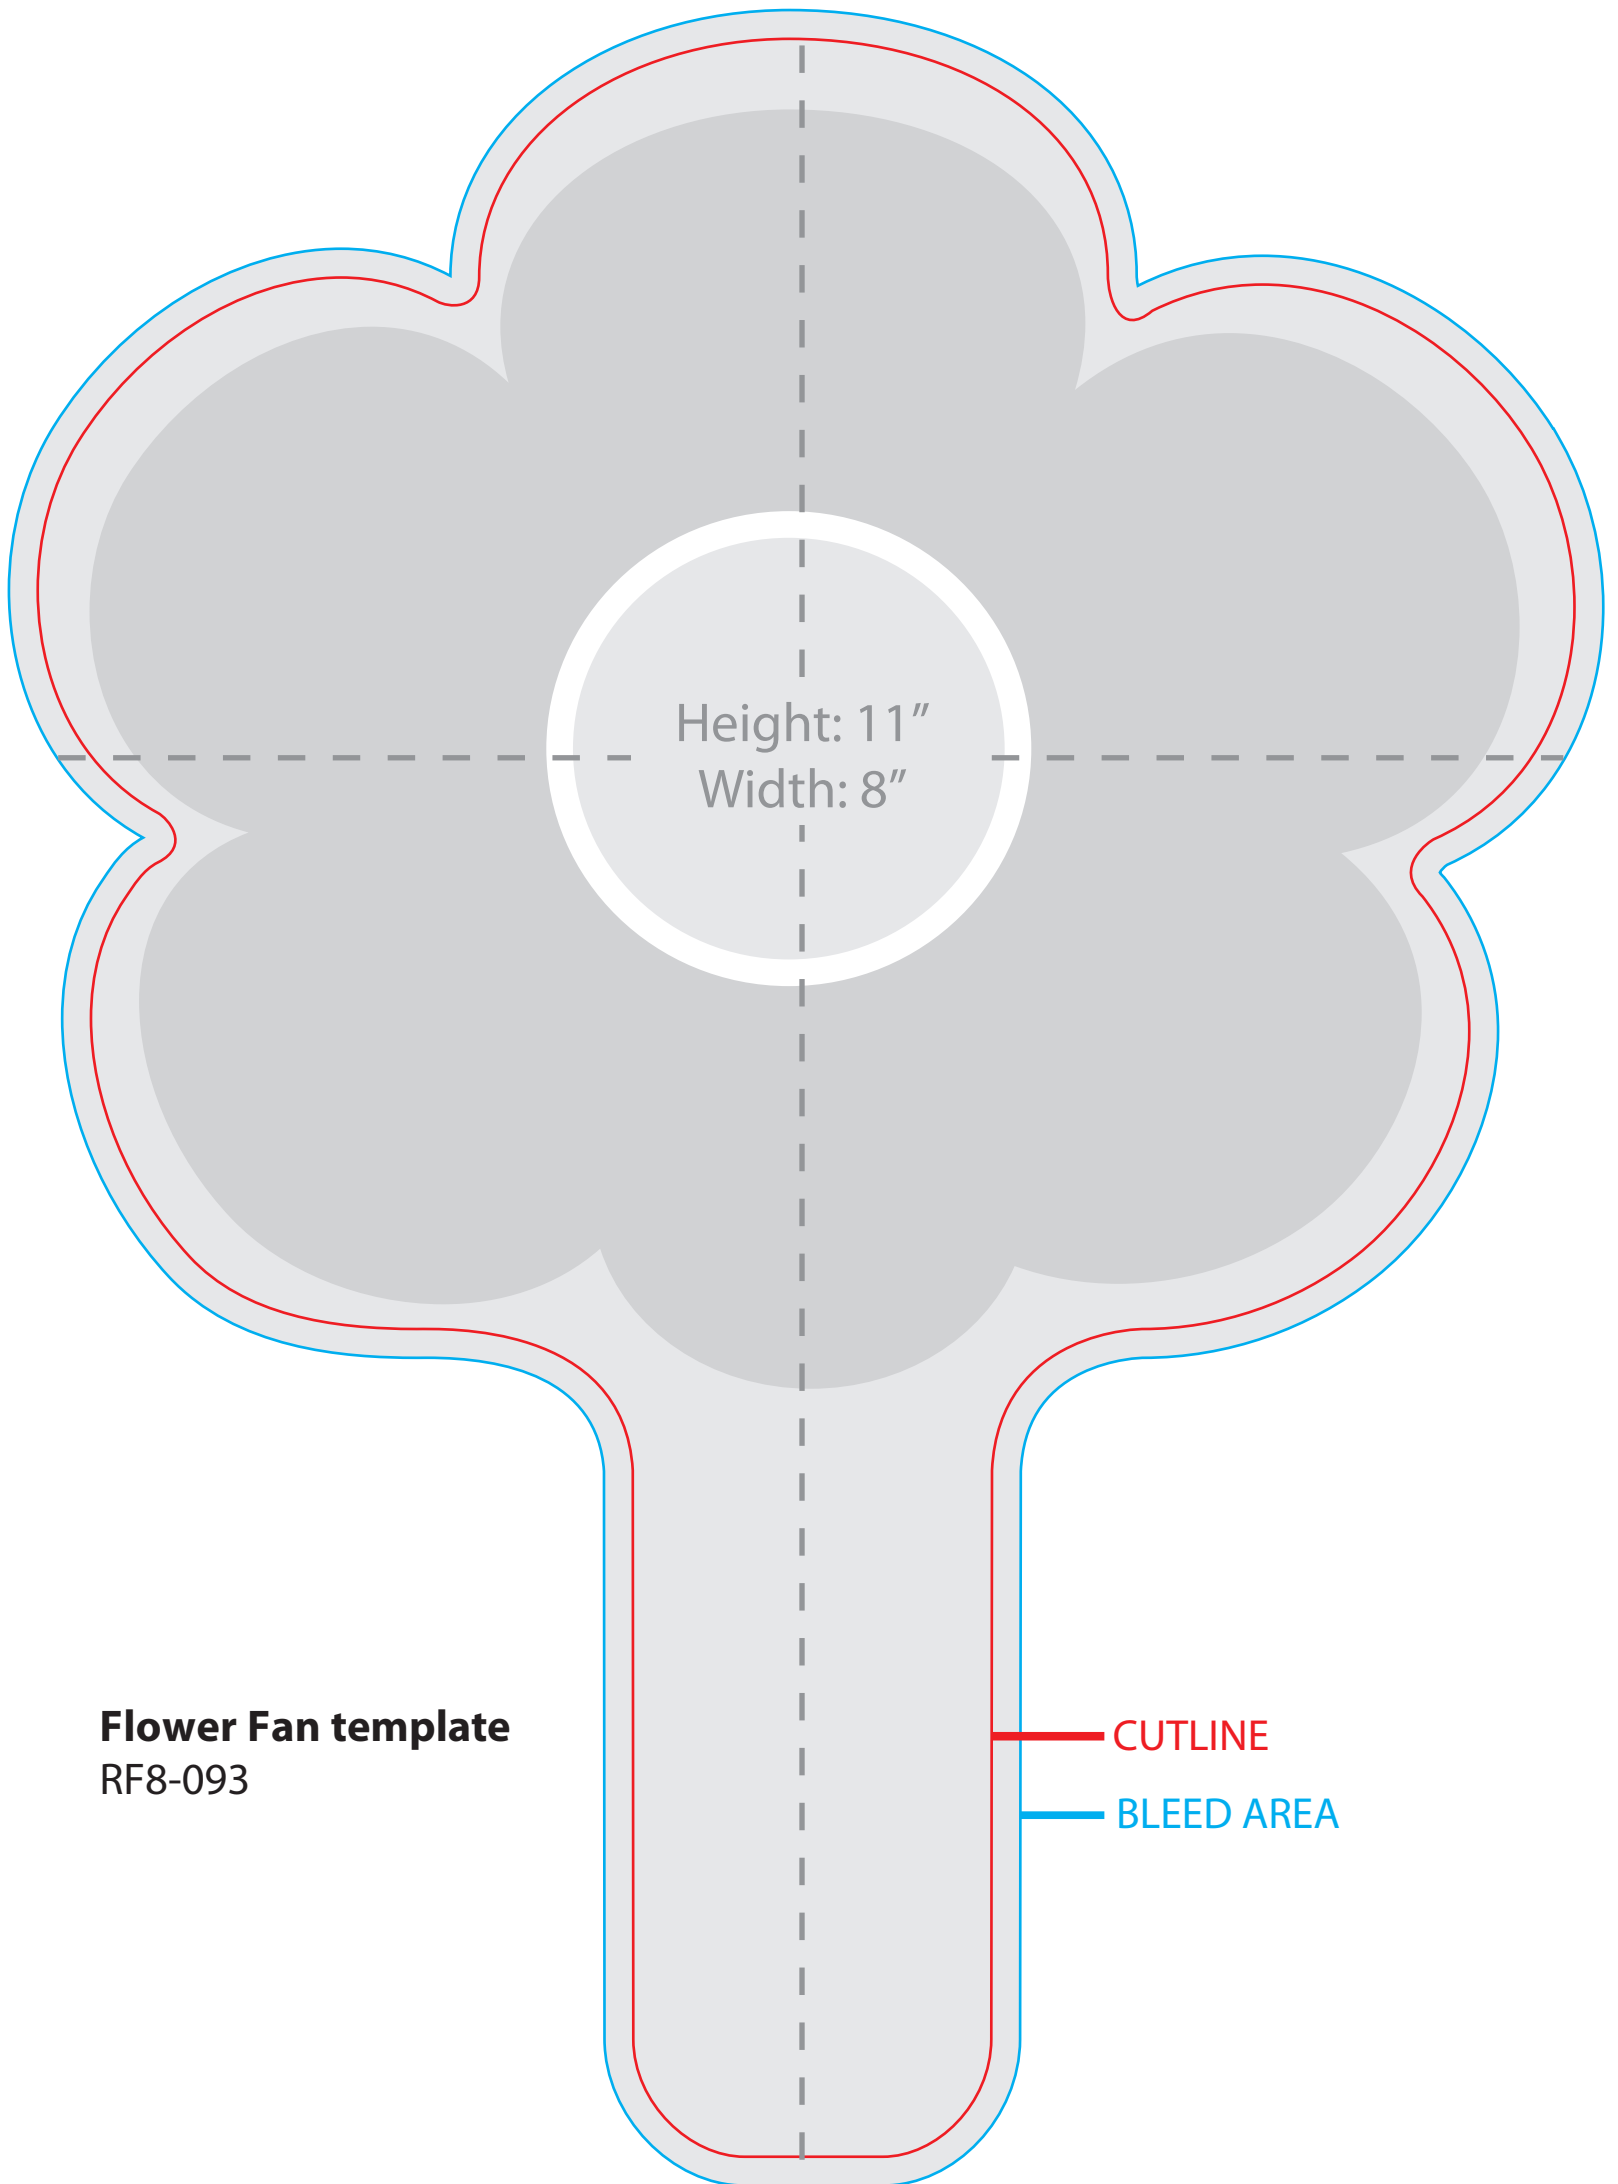 Height: 11”
Width: 8”
Flower Fan template
RF8-093
CUTLINE
BLEED AREA